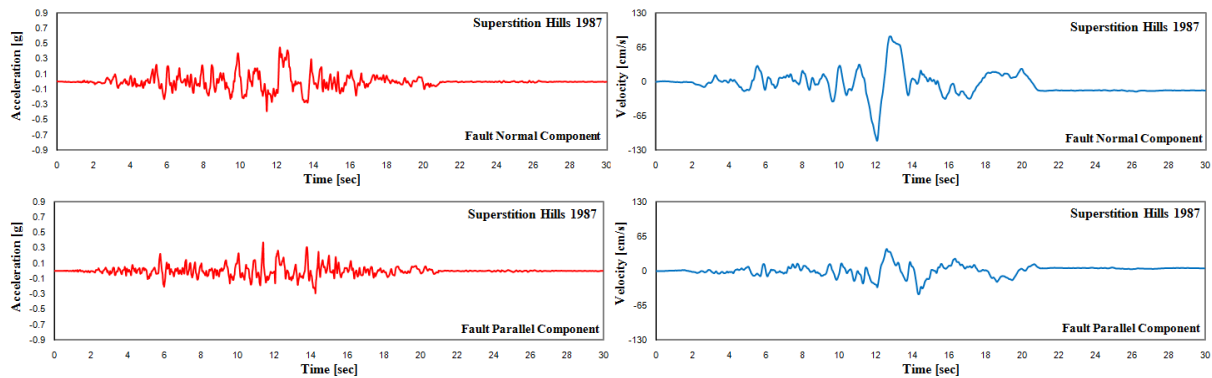 Superstition Hills 1987
Acceleration [g]
0.9
0.7
0.5
0.3
0.1
-0.1
-0.3
-0.5
-0.7
-0.9
Fault Normal Component
0 2 4 6 8 10 12 14 16 18 20 22 24 26 28 30
Time [sec]
Superstition Hills 1987
Velocity [cm/s]
130
65
0
-65
-130
Fault Normal Component
0 2 4 6 8 10 12 14 16 18 20 22 24 26 28 30
Time [sec]
Superstition Hills 1987
Acceleration [g]
0.9
0.7
0.5
0.3
0.1
-0.1
-0.3
-0.5
-0.7
-0.9
Fault Parallel Component
0 2 4 6 8 10 12 14 16 18 20 22 24 26 28 30
Time [sec]
Superstition Hills 1987
Velocity [cm/s]
130
65
0
-65
-130
Fault Parallel Component
0 2 4 6 8 10 12 14 16 18 20 22 24 26 28 30
Time [sec]